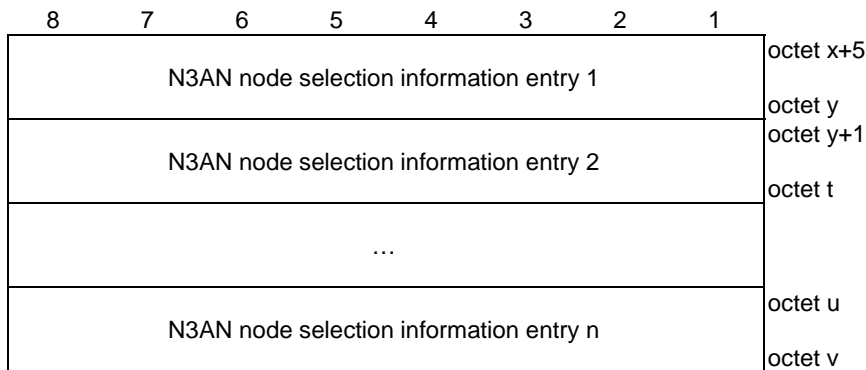 8 7 6 5 4 3 2 1
octet x+5
N3AN node selection information entry 1
octet y
octet y+1
N3AN node selection information entry 2
octet t
…
octet u
N3AN node selection information entry n
octet v